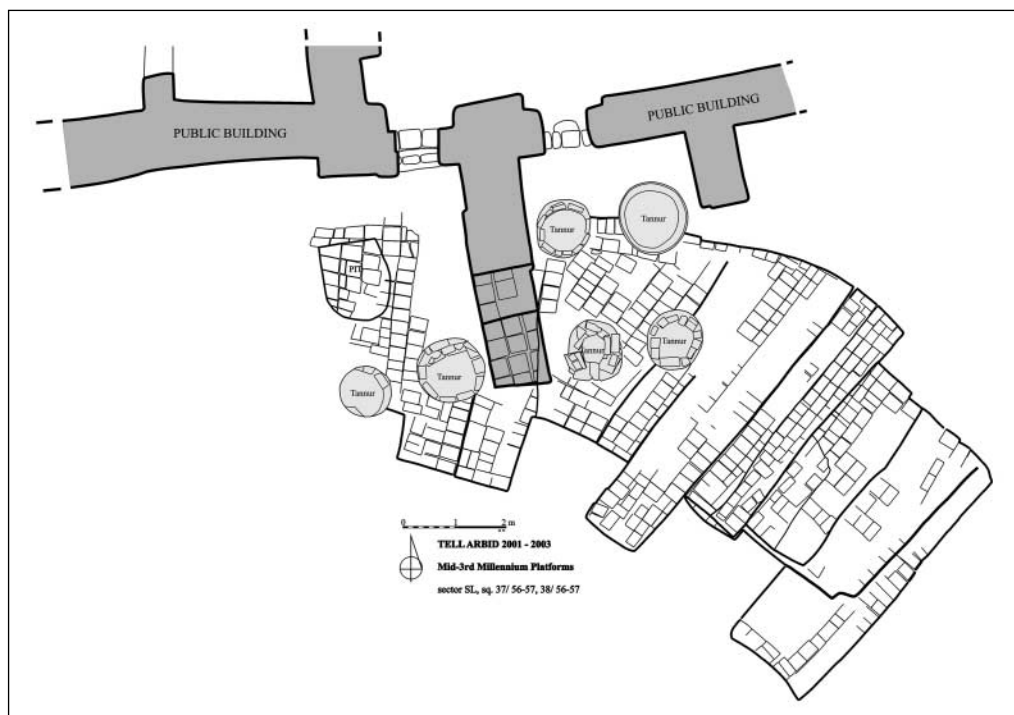 PUBLIC BUILDING
PUBLIC BUILDING
Tannur
Tannur
PIT
Tannur
Tannur
Tannur
Tannur
0 1 2 m
TELL ARBID 2001 - 2003
Mid-3rd Millennium Platforms
sector SL, sq. 37/ 56-57, 38/ 56-57